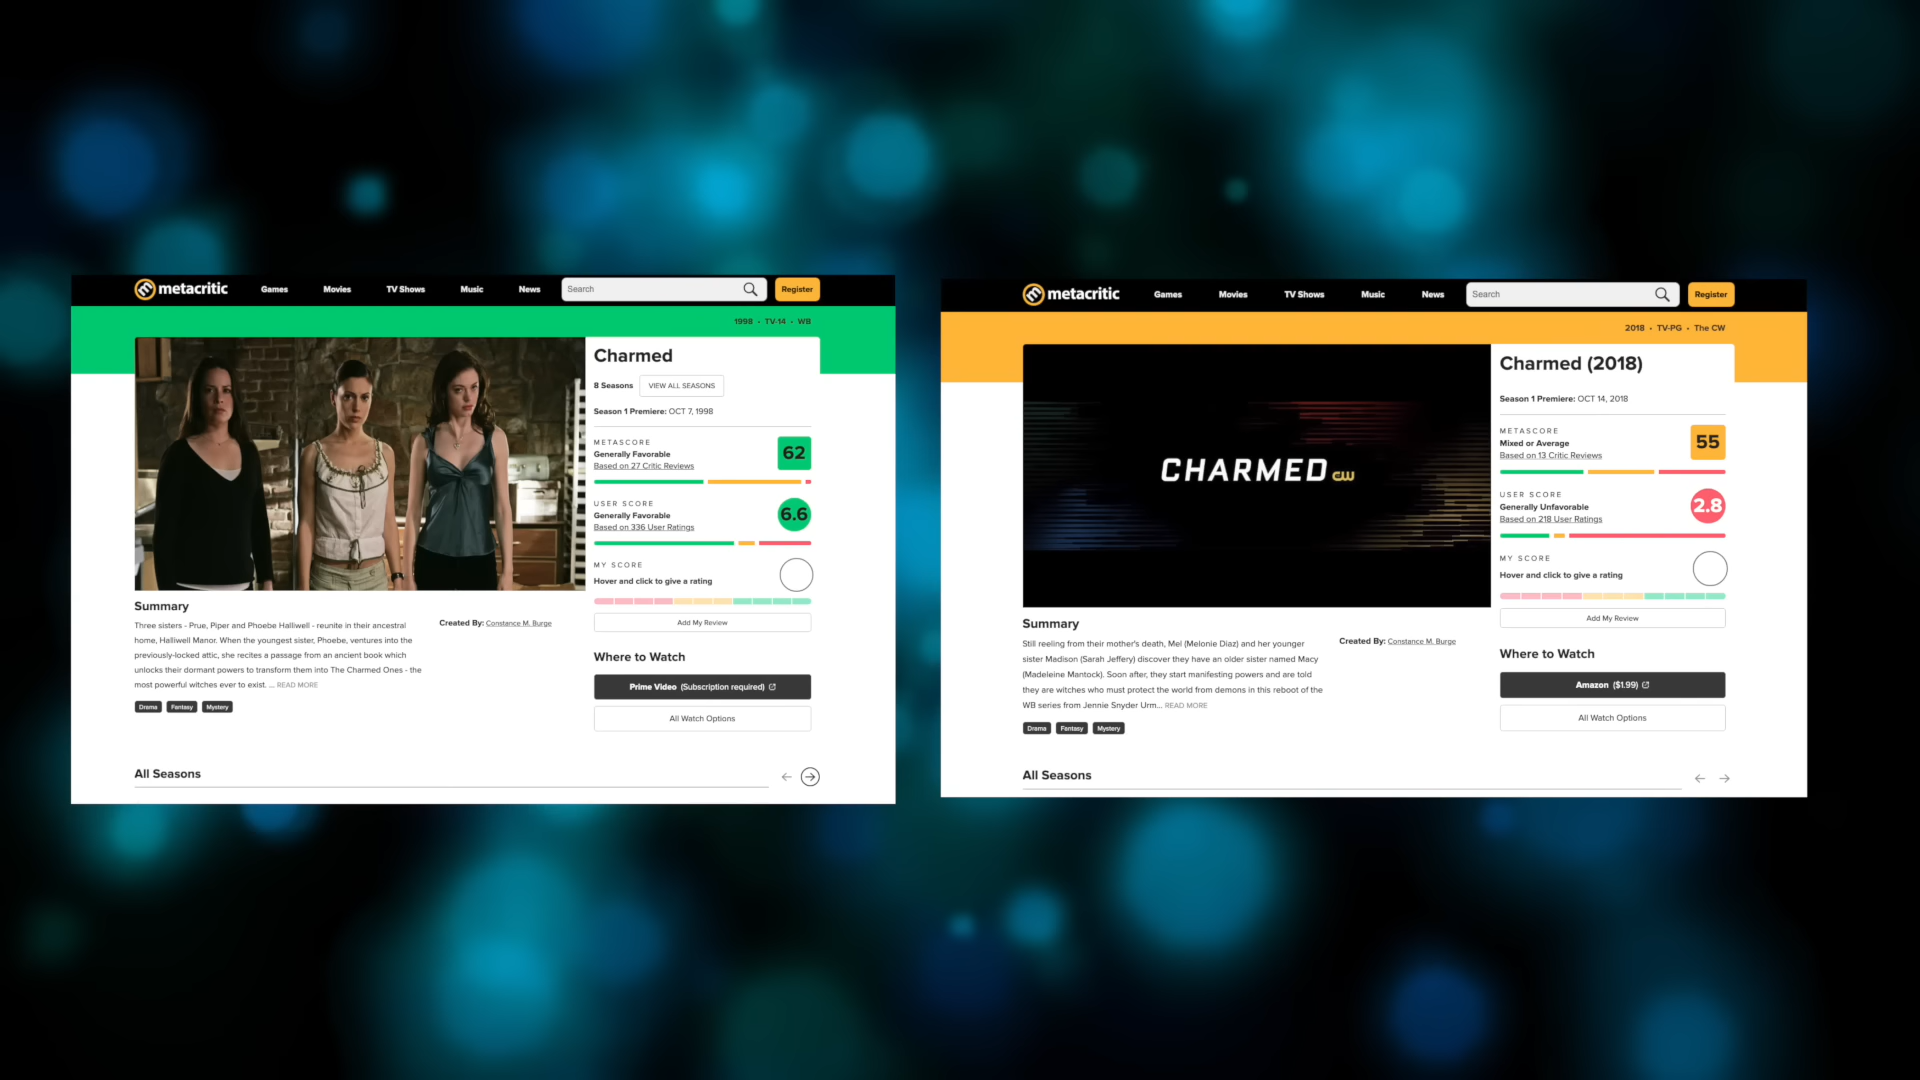 metacritic
Games
Movies
TV Shows
Music
News
Search
Register
1998 • TV-14 • WB
Charmed
8 Seasons
VIEW ALL SEASONS
Season 1 Premiere: OCT 7, 1998
METASCORE
Generally Favorable
Based on 27 Critic Reviews
62
USER SCORE
Generally Favorable
Based on 336 User Ratings
6.6
MY SCORE
Hover and click to give a rating
Add My Review
Summary
Three sisters - Prue, Piper and Phoebe Halliwell - reunite in their ancestral
home, Halliwell Manor. When the youngest sister, Phoebe, ventures into the
previously-locked attic, she recites a passage from an ancient book which
unlocks their dormant powers to transform them into The Charmed Ones - the
most powerful witches ever to exist. ... READ MORE
Created By: Constance M. Burge
Drama
Fantasy
Mystery
Where to Watch
Prime Video (Subscription required)
All Watch Options
All Seasons
metacritic
Games
Movies
TV Shows
Music
News
Search
Register
2018 • TV-PG • The CW
CHARMED CW
Charmed (2018)
Season 1 Premiere: OCT 14, 2018
METASCORE
Mixed or Average
Based on 13 Critic Reviews
55
USER SCORE
Generally Unfavorable
Based on 218 User Ratings
2.8
MY SCORE
Hover and click to give a rating
Add My Review
Summary
Still reeling from their mother's death, Mel (Melonie Diaz) and her younger
sister Madison (Sarah Jeffery) discover they have an older sister named Macy
(Madeleine Mantock). Soon after, they start manifesting powers and are told
they are witches who must protect the world from demons in this reboot of the
WB series from Jennie Snyder Urm... READ MORE
Created By: Constance M. Burge
Drama
Fantasy
Mystery
Where to Watch
Amazon ($1.99)
All Watch Options
All Seasons